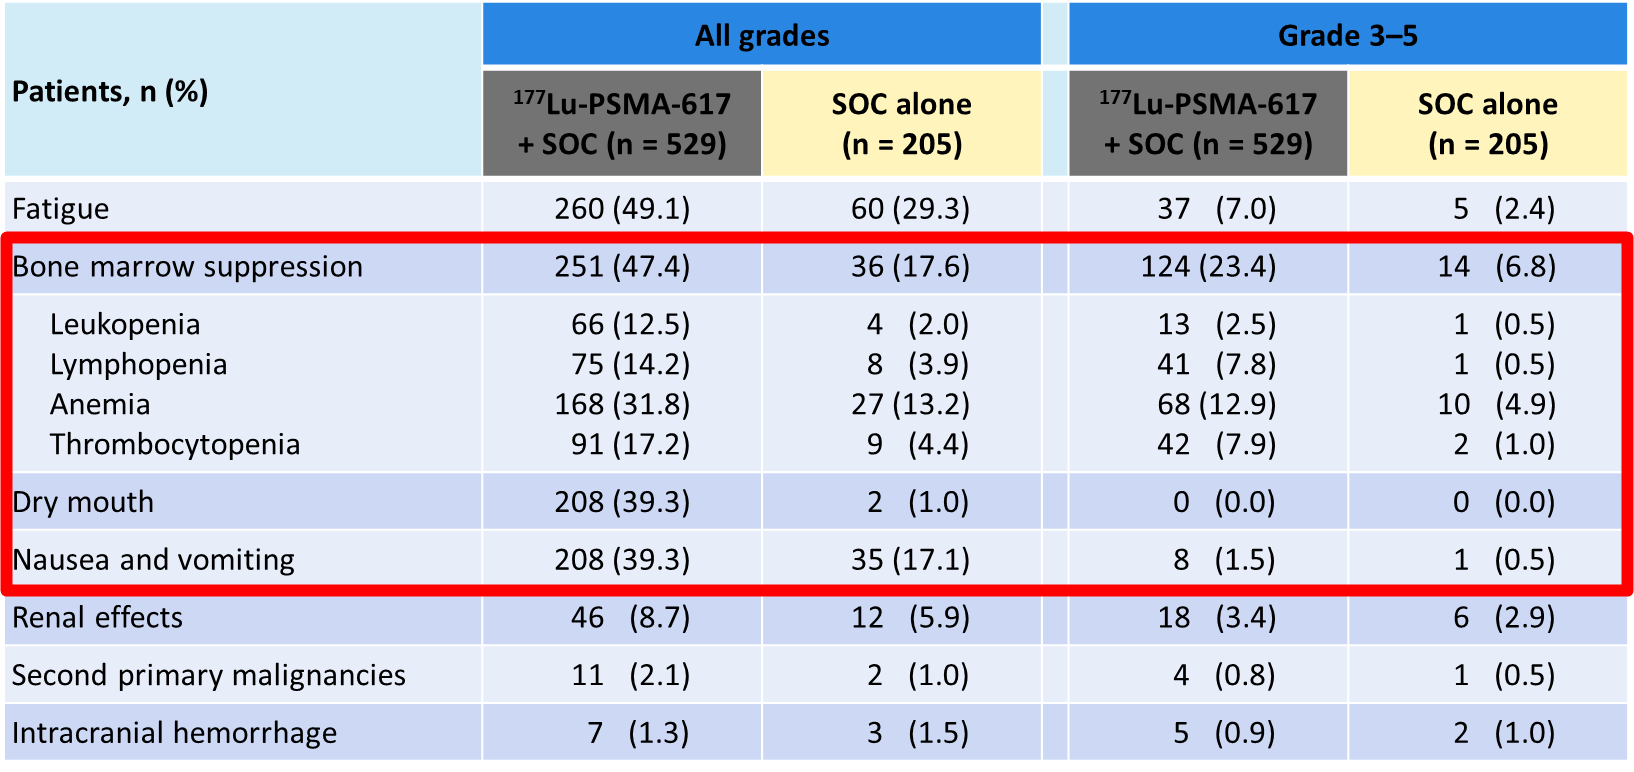 All grades Grade 3–5
Patients, n (%)
¹⁷⁷Lu-PSMA-617 SOC alone ¹⁷⁷Lu-PSMA-617 SOC alone
+ SOC (n = 529) (n = 205) + SOC (n = 529) (n = 205)
Fatigue 260 (49.1) 60 (29.3) 37 (7.0) 5 (2.4)
Bone marrow suppression 251 (47.4) 36 (17.6) 124 (23.4) 14 (6.8)
Leukopenia 66 (12.5) 4 (2.0) 13 (2.5) 1 (0.5)
Lymphopenia 75 (14.2) 8 (3.9) 41 (7.8) 1 (0.5)
Anemia 168 (31.8) 27 (13.2) 68 (12.9) 10 (4.9)
Thrombocytopenia 91 (17.2) 9 (4.4) 42 (7.9) 2 (1.0)
Dry mouth 208 (39.3) 2 (1.0) 0 (0.0) 0 (0.0)
Nausea and vomiting 208 (39.3) 35 (17.1) 8 (1.5) 1 (0.5)
Renal effects 46 (8.7) 12 (5.9) 18 (3.4) 6 (2.9)
Second primary malignancies 11 (2.1) 2 (1.0) 4 (0.8) 1 (0.5)
Intracranial hemorrhage 7 (1.3) 3 (1.5) 5 (0.9) 2 (1.0)